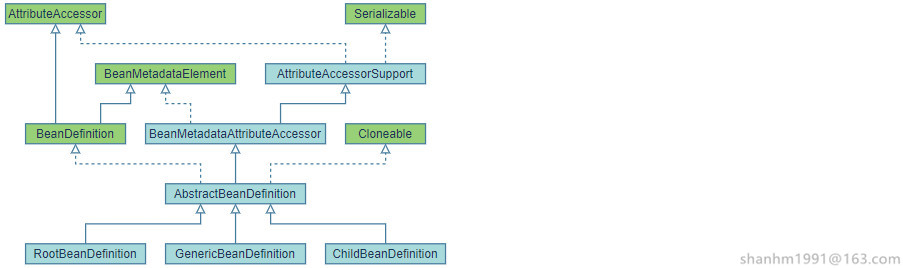 AttributeAccessor
Serializable
BeanMetadataElement
AttributeAccessorSupport
BeanDefinition
BeanMetadataAttributeAccessor
Cloneable
AbstractBeanDefinition
RootBeanDefinition
GenericBeanDefinition
ChildBeanDefinition
shanhm1991@163.com